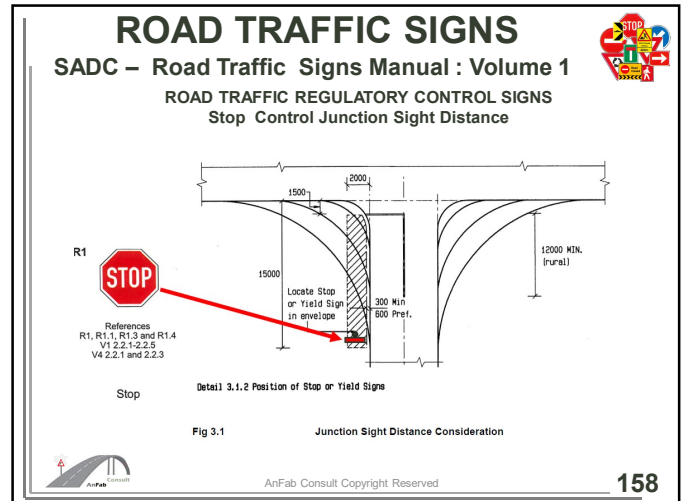 ROAD TRAFFIC SIGNS
SADC – Road Traffic Signs Manual : Volume 1
ROAD TRAFFIC REGULATORY CONTROL SIGNS
Stop Control Junction Sight Distance
STOP
2000
1500
R1
STOP
15000
12000 MIN.
(rural)
Locate Stop
or Yield Sign
in envelope
300 Min
600 Pref.
References
R1, R1.1, R1.3 and R1.4
V1 2.2.1-2.2.5
V4 2.2.1 and 2.2.3
Stop
Detail 3.1.2 Position of Stop or Yield Signs
Fig 3.1 Junction Sight Distance Consideration
AnFab Consult
AnFab Consult Copyright Reserved
158